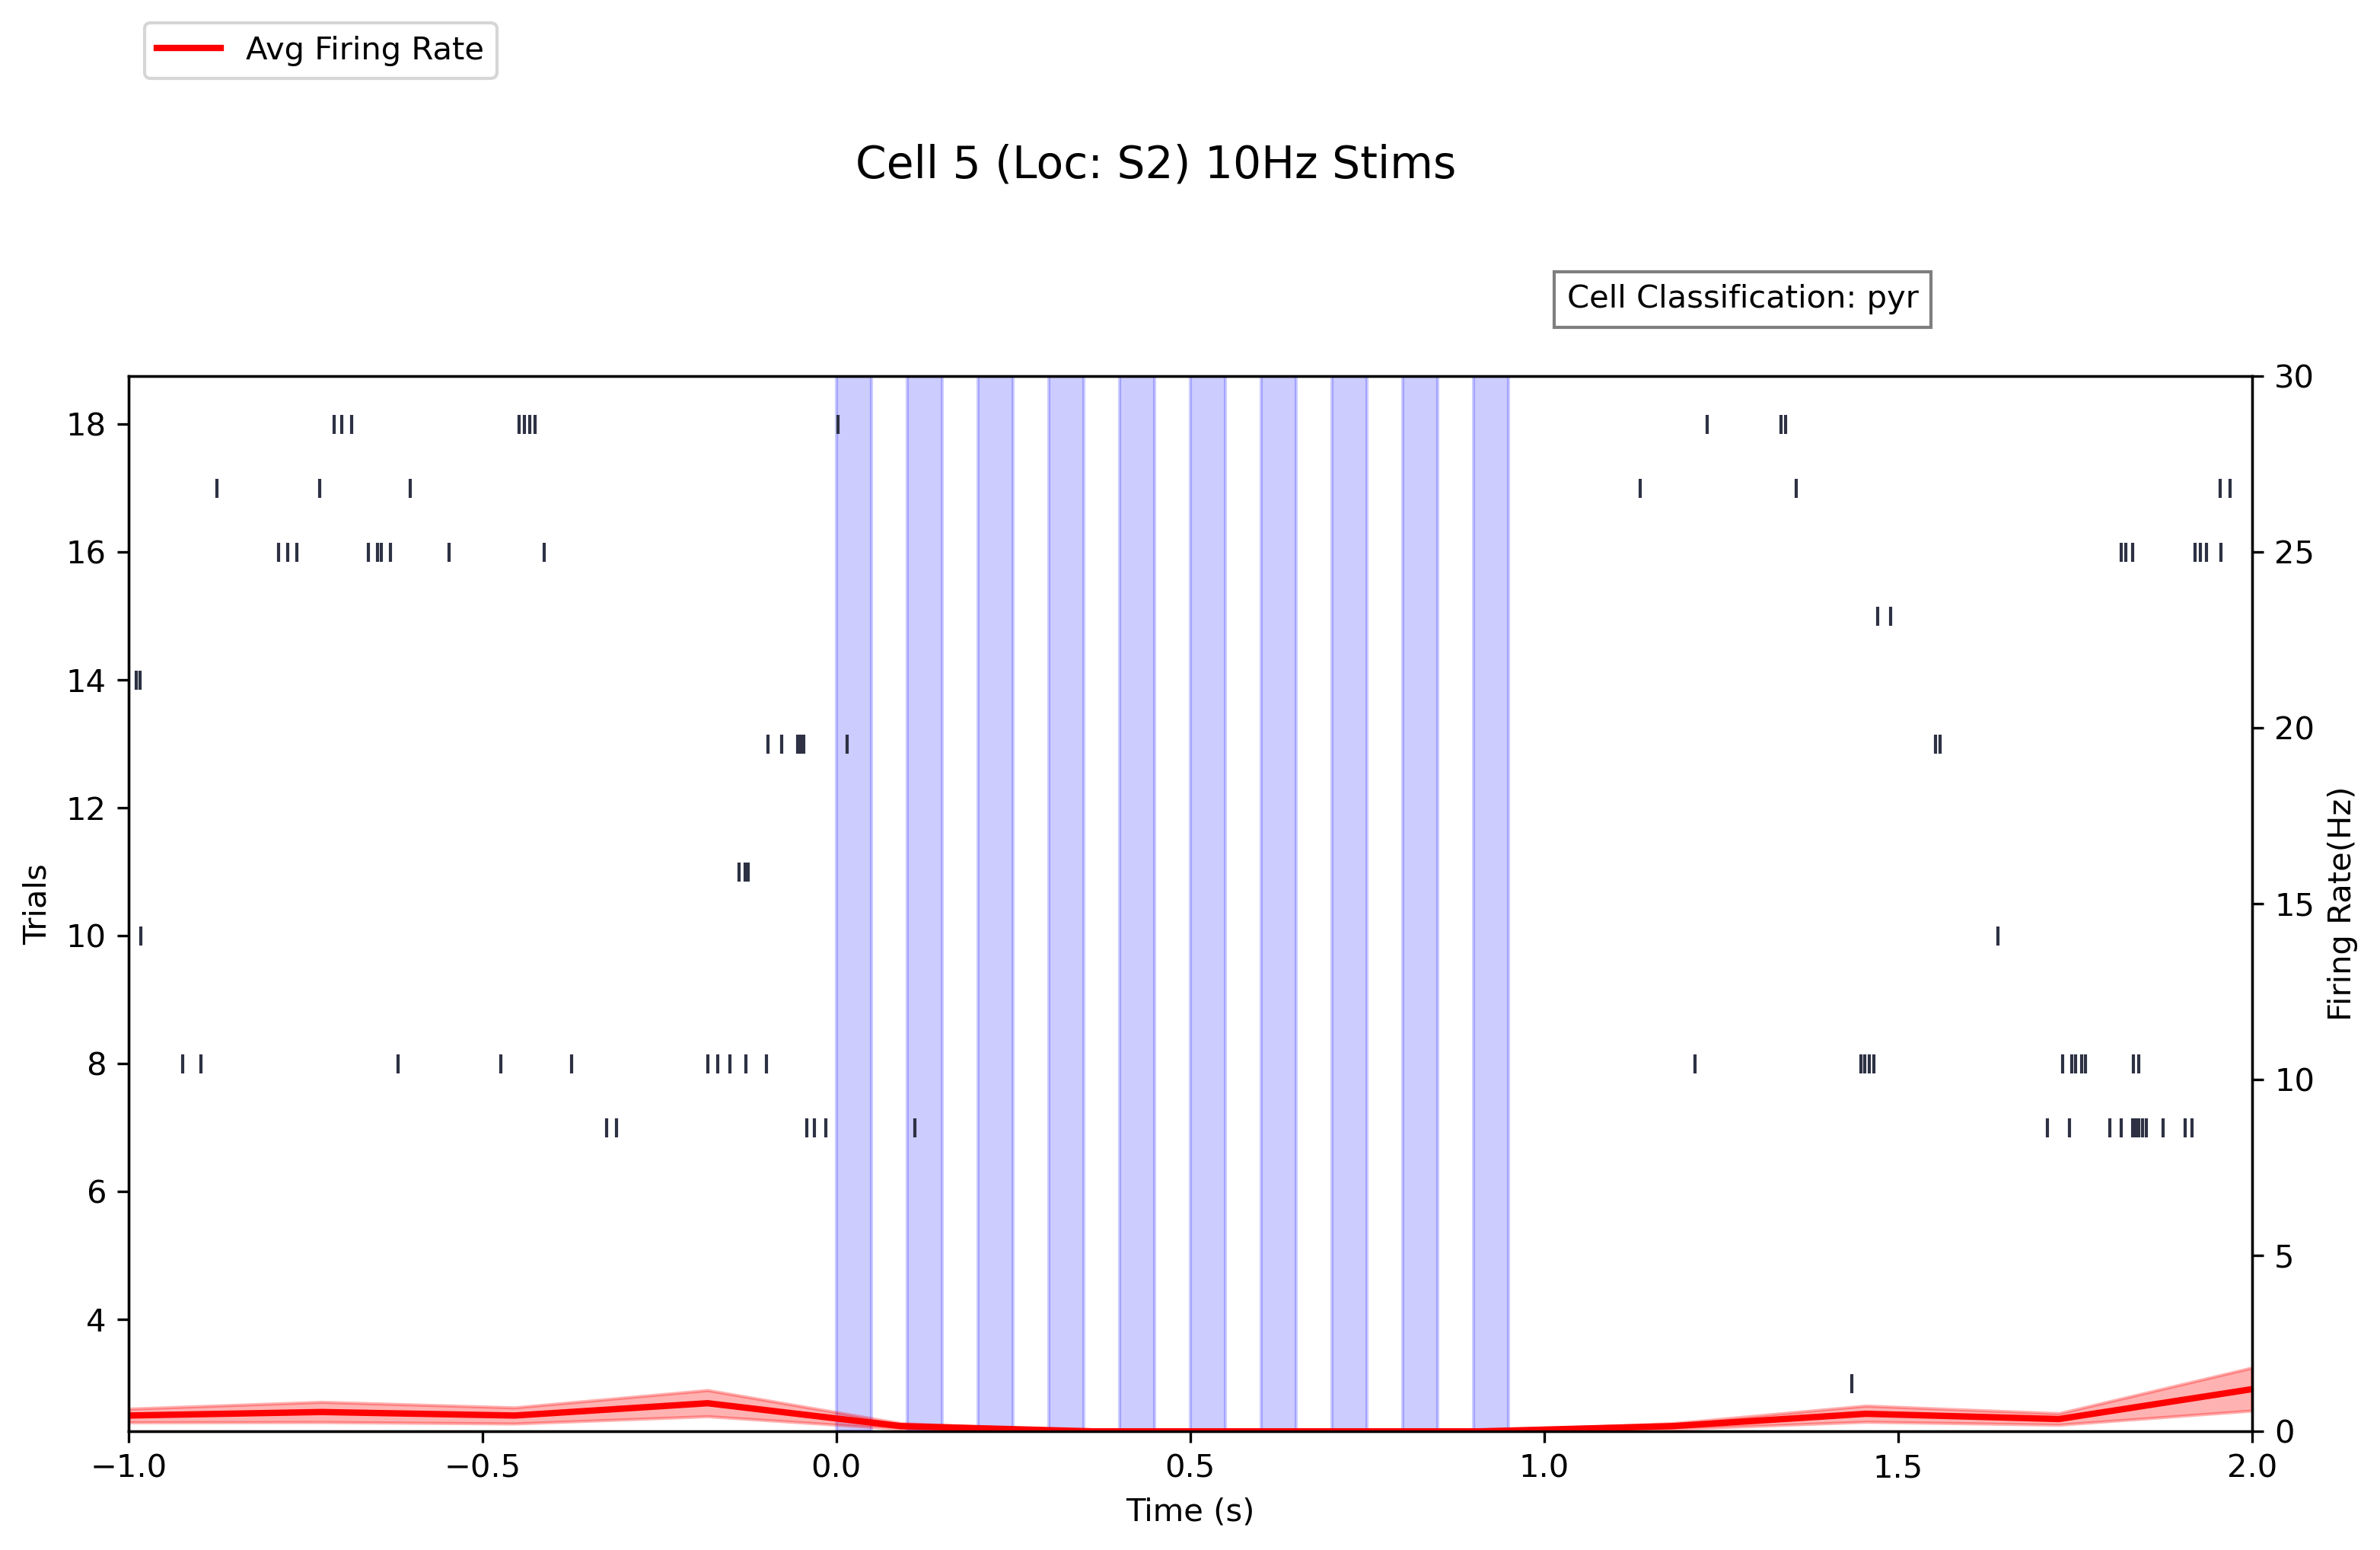 Avg Firing Rate
Cell 5 (Loc: S2) 10Hz Stims
Cell Classification: pyr
18
16
14
12
10
8
6
4
Trials
30
25
20
15
10
5
0
Firing Rate(Hz)
−1.0 −0.5 0.0 0.5 1.0 1.5 2.0
Time (s)